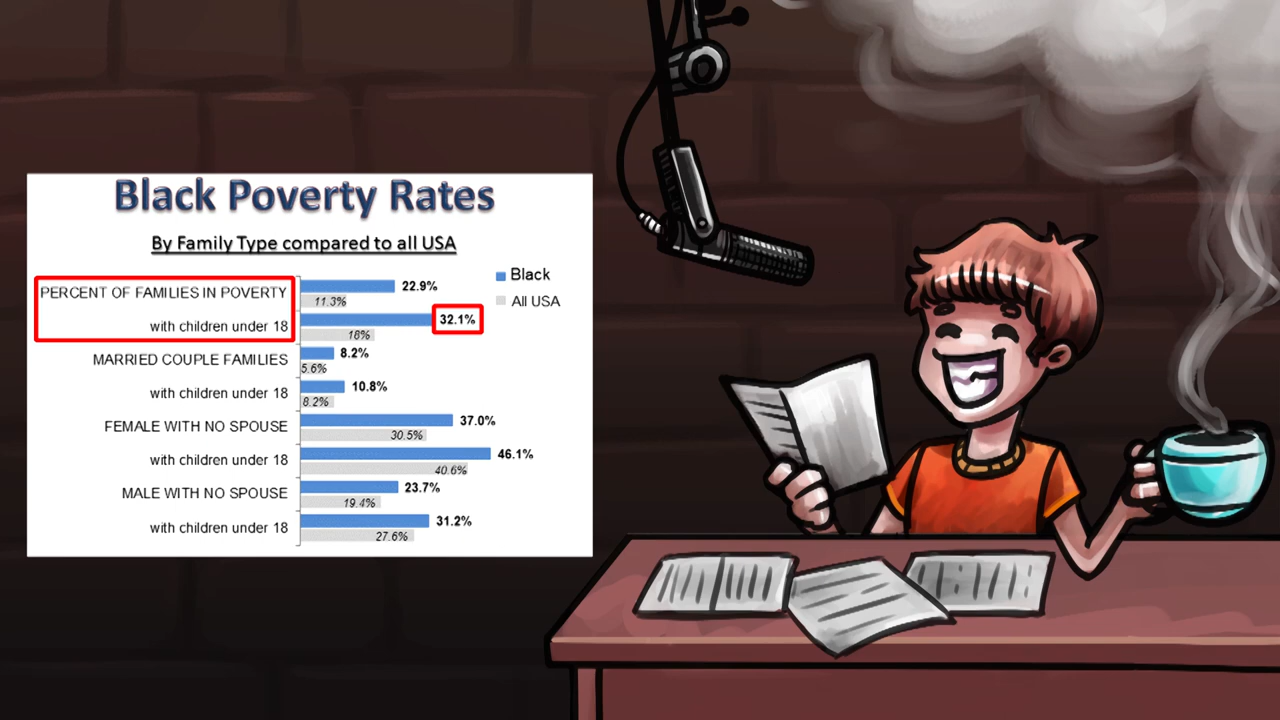 Black Poverty Rates
By Family Type compared to all USA
Black
All USA
PERCENT OF FAMILIES IN POVERTY 22.9%
11.3%
with children under 18 32.1%
18%
MARRIED COUPLE FAMILIES 8.2%
5.6%
with children under 18 10.8%
8.2%
FEMALE WITH NO SPOUSE 37.0%
30.5%
with children under 18 46.1%
40.6%
MALE WITH NO SPOUSE 23.7%
19.4%
with children under 18 31.2%
27.6%